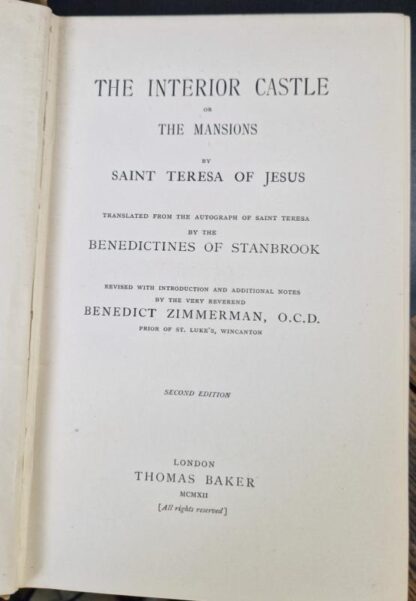 THE INTERIOR CASTLE
OR
THE MANSIONS
BY
SAINT TERESA OF JESUS
TRANSLATED FROM THE AUTOGRAPH OF SAINT TERESA
BY THE
BENEDICTINES OF STANBROOK
REVISED WITH INTRODUCTION AND ADDITIONAL NOTES
BY THE VERY REVEREND
BENEDICT ZIMMERMAN, O.C.D.
PRIOR OF ST. LUKE'S, WINCANTON
SECOND EDITION
LONDON
THOMAS BAKER
MCMXII
[All rights reserved]